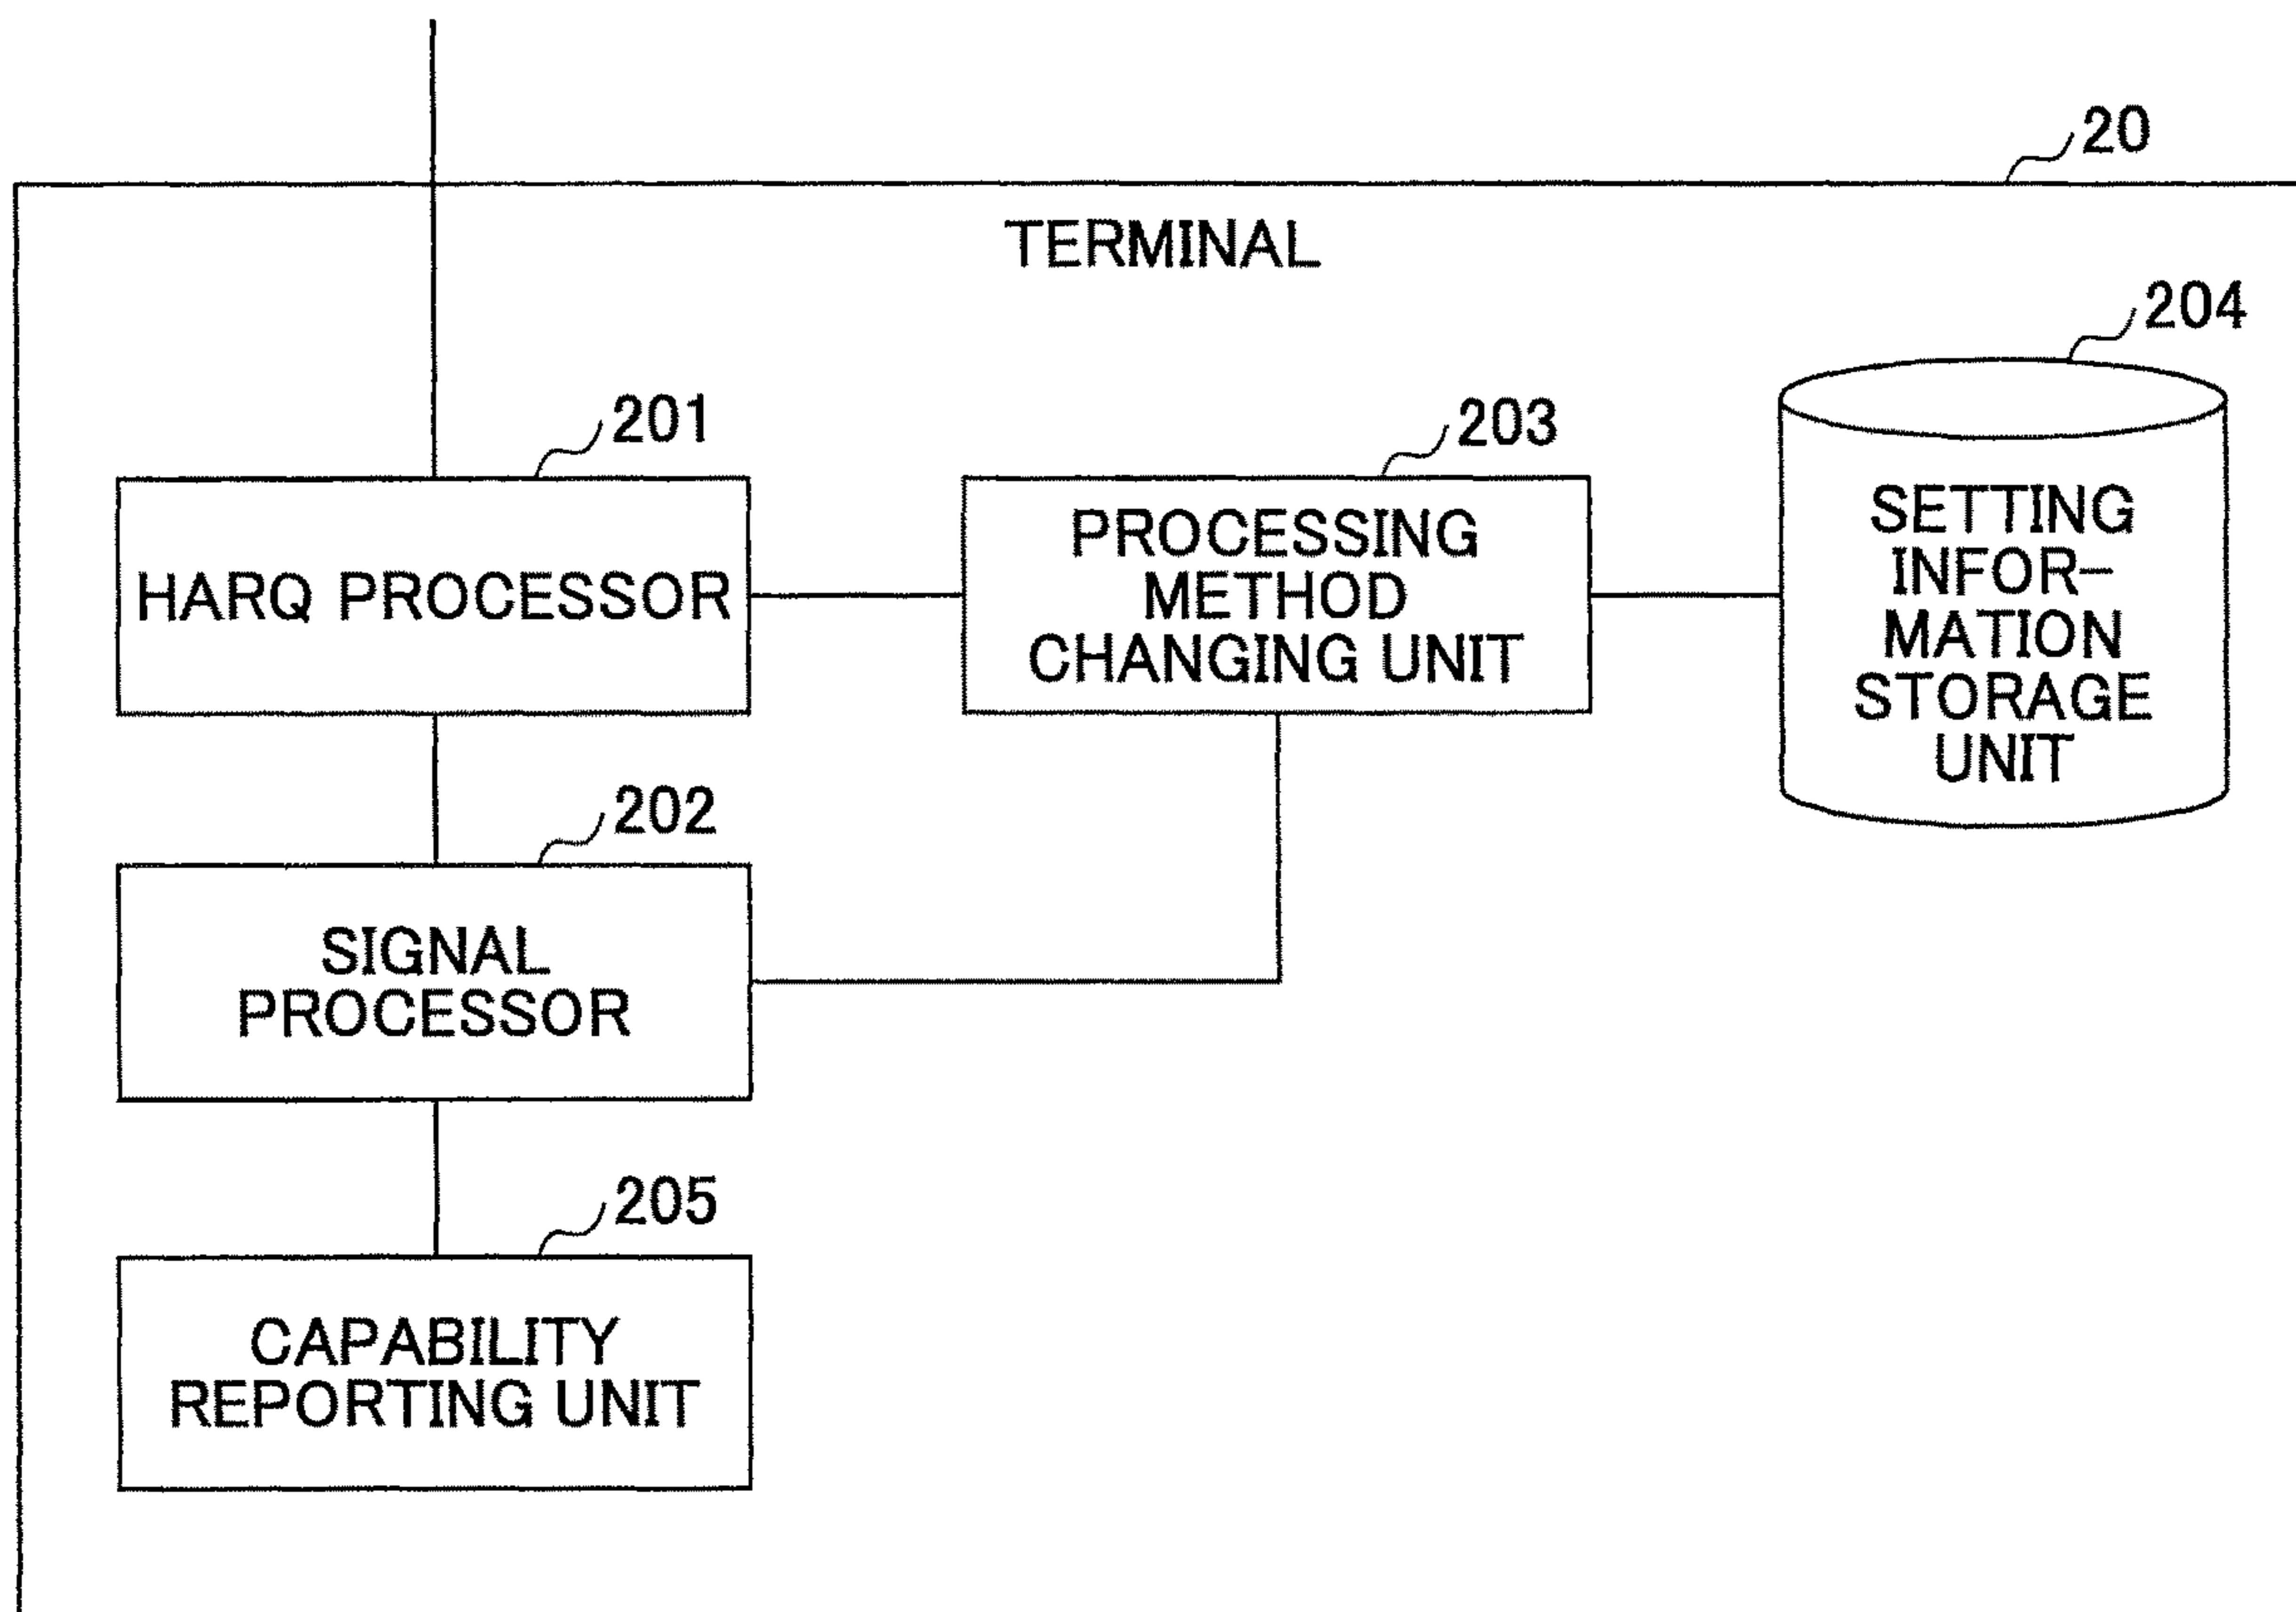 20
TERMINAL
204
201
203
HARQ PROCESSOR
PROCESSING
METHOD
CHANGING UNIT
SETTING
INFOR-
MATION
STORAGE
UNIT
202
SIGNAL
PROCESSOR
205
CAPABILITY
REPORTING UNIT